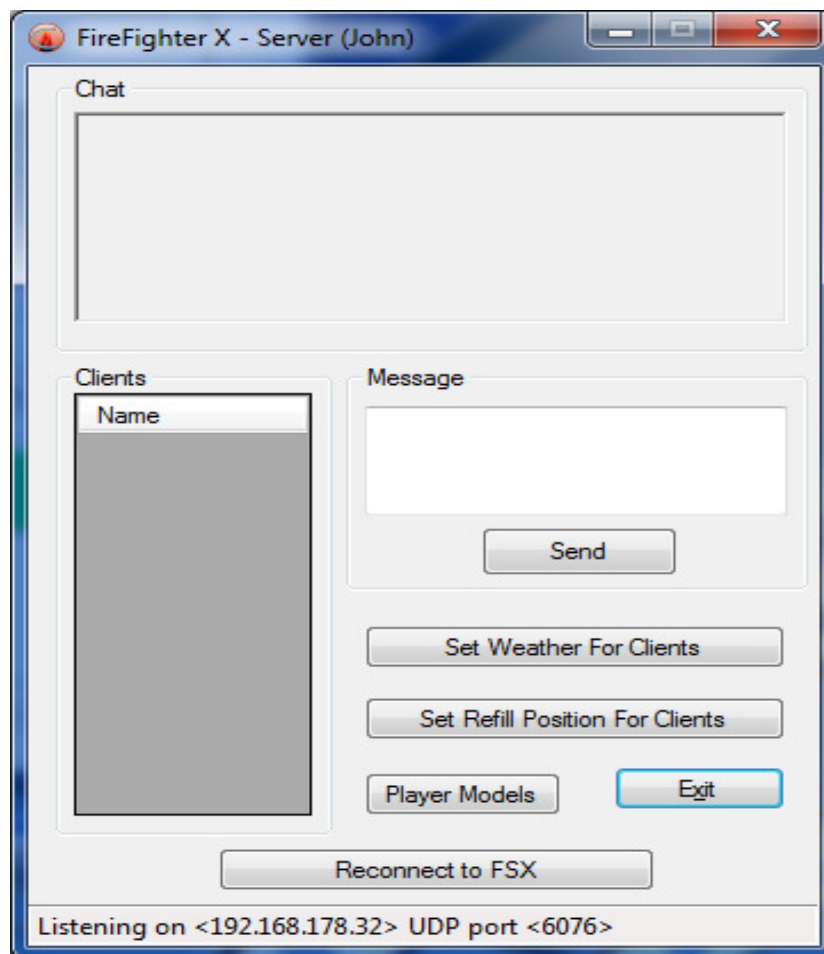 FireFighter X - Server (John)
Chat
Clients
Name
Message
Send
Set Weather For Clients
Set Refill Position For Clients
Player Models
Exit
Reconnect to FSX
Listening on <192.168.178.32> UDP port <6076>